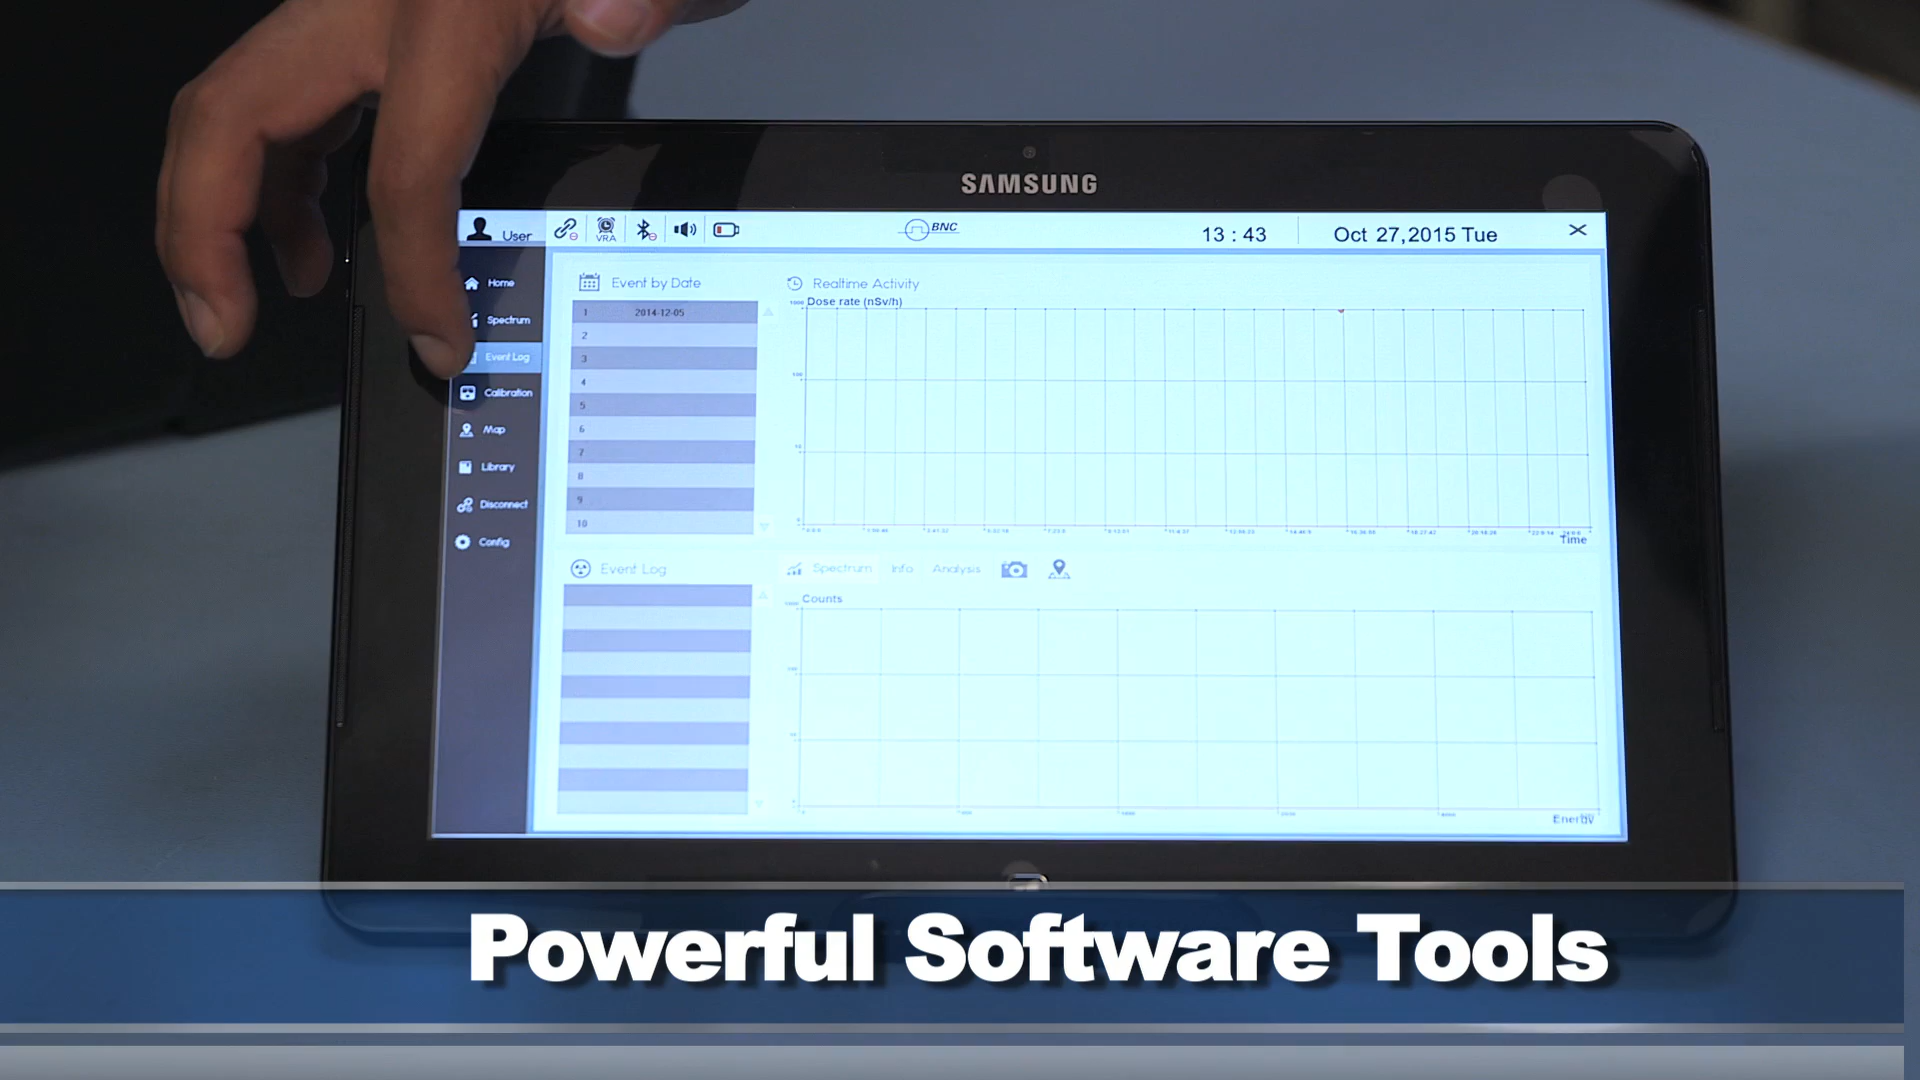 SAMSUNG
User
VRA
BNC
13 : 43
Oct 27,2015 Tue
Home
Spectrum
Event Log
Calibration
Map
Library
Disconnect
Config
Event by Date
1 2014-12-05
2
3
4
5
6
7
8
9
10
Realtime Activity
Dose rate (nSv/h)
Time
Event Log
Spectrum Info Analysis
Counts
Energy
Powerful Software Tools